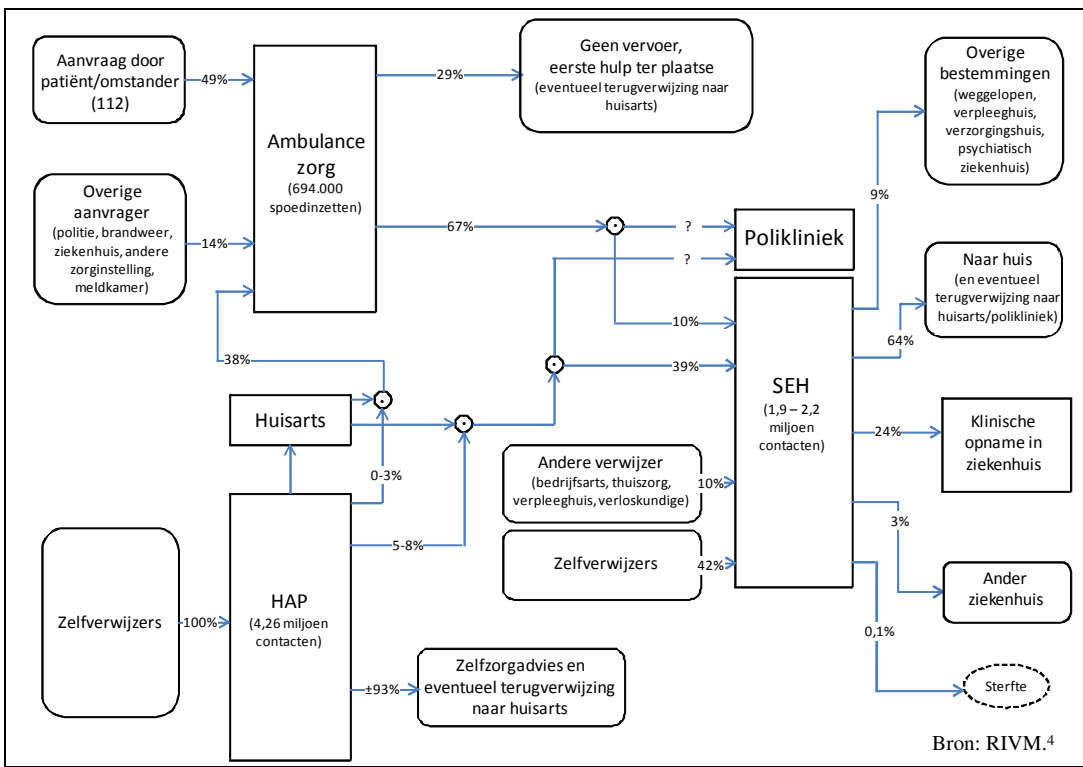 Aanvraag door
patiënt/omstander
(112)
49%
Overige
aanvrager
(politie, brandweer,
ziekenhuis, andere
zorginstelling,
meldkamer)
14%
38%
Ambulance
zorg
(694.000
spoedinzetten)
29%
Geen vervoer,
eerste hulp ter plaatse
(eventueel terugverwijzing naar
huisarts)
67%
?
?
Polikliniek
10%
39%
Huisarts
0-3%
5-8%
Zelfverwijzers
100%
HAP
(4,26 miljoen
contacten)
±93%
Zelfzorgadvies en
eventueel terugverwijzing
naar huisarts
Andere verwijzer
(bedrijfsarts, thuiszorg,
verpleeghuis, verloskundige)
10%
Zelfverwijzers
42%
SEH
(1,9 – 2,2
miljoen
contacten)
9%
Overige
bestemmingen
(weggelopen,
verpleeghuis,
verzorgingshuis,
psychiatisch
ziekenhuis)
64%
Naar huis
(en eventueel
terugverwijzing naar
huisarts/polikliniek)
24%
Klinische
opname in
ziekenhuis
3%
Ander
ziekenhuis
0,1%
Sterfte
Bron: RIVM.4